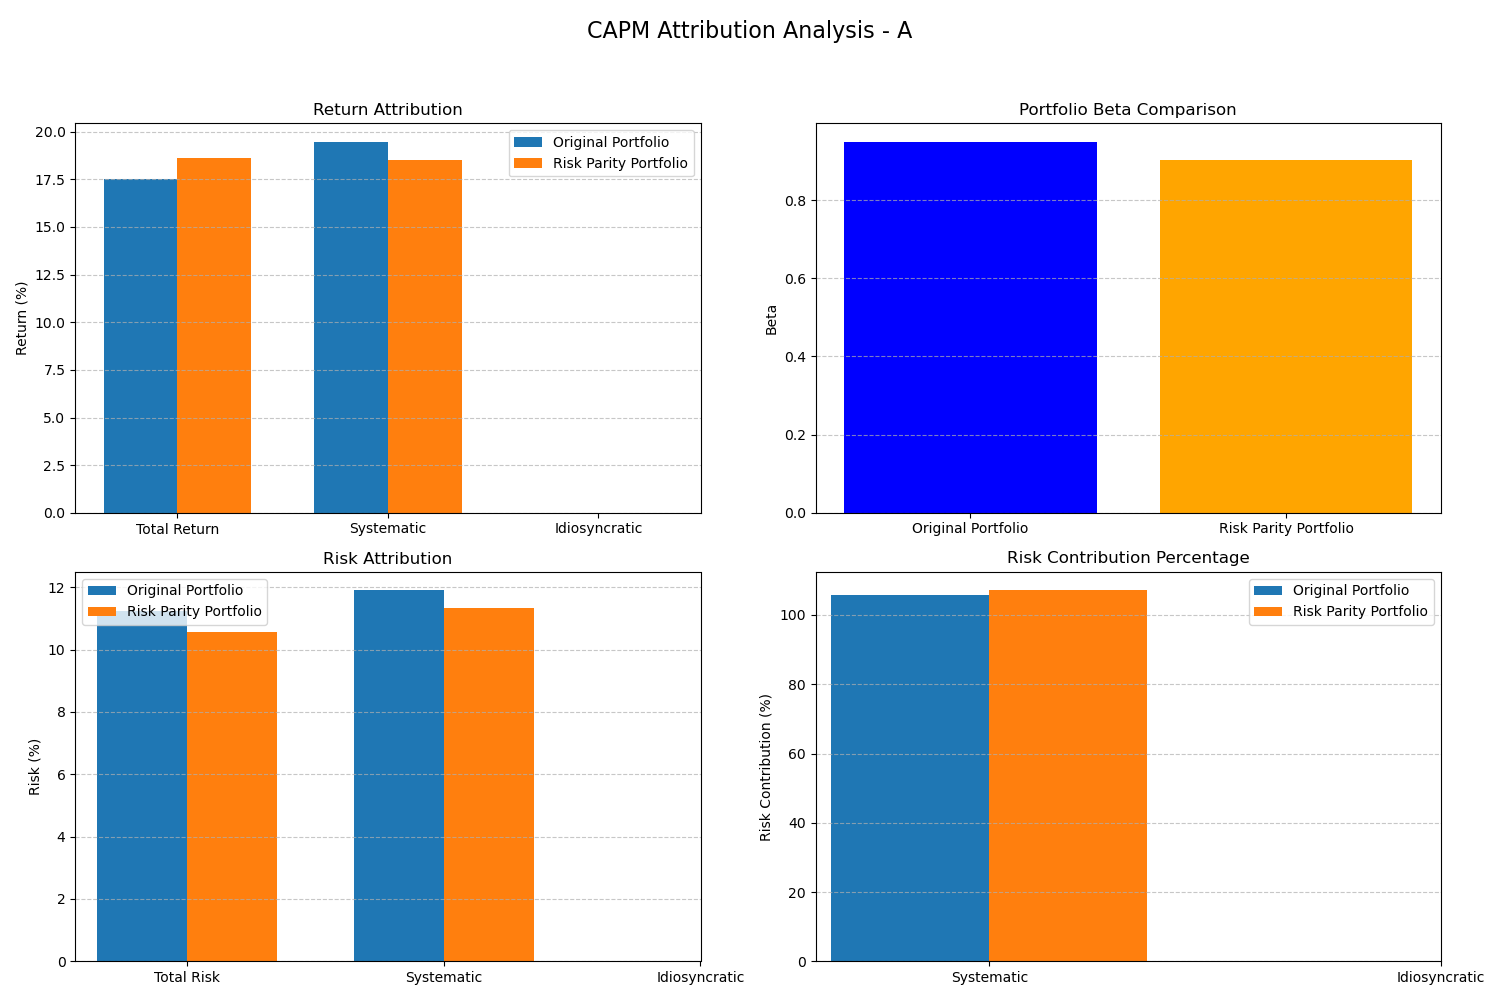 CAPM Attribution Analysis - A
Return Attribution
Return (%)
20.0
17.5
15.0
12.5
10.0
7.5
5.0
2.5
0.0
Original Portfolio
Risk Parity Portfolio
Total Return
Systematic
Idiosyncratic
Portfolio Beta Comparison
Beta
0.8
0.6
0.4
0.2
0.0
Original Portfolio
Risk Parity Portfolio
Risk Attribution
Risk (%)
12
10
8
6
4
2
0
Original Portfolio
Risk Parity Portfolio
Total Risk
Systematic
Idiosyncratic
Risk Contribution Percentage
Risk Contribution (%)
100
80
60
40
20
0
Original Portfolio
Risk Parity Portfolio
Systematic
Idiosyncratic